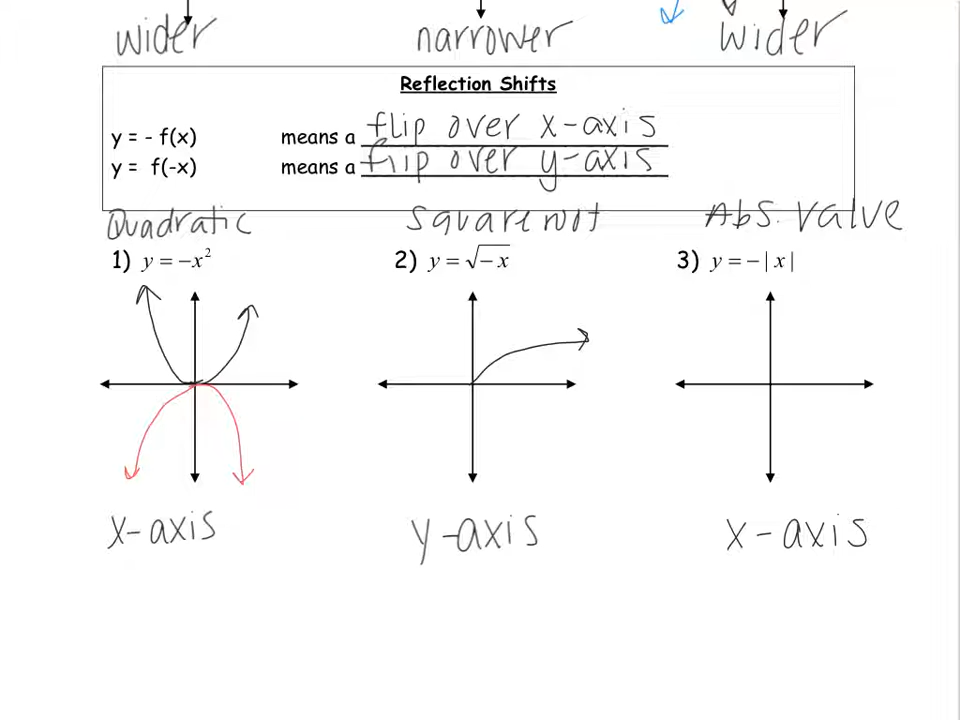 wider narrower wider
Reflection Shifts
y = - f(x) means a flip over x-axis
y = f(-x) means a flip over y-axis
Quadratic Squareroot Abs. Value
1) y = -x² 2) y = √-x 3) y = -| x |
x-axis y-axis x-axis